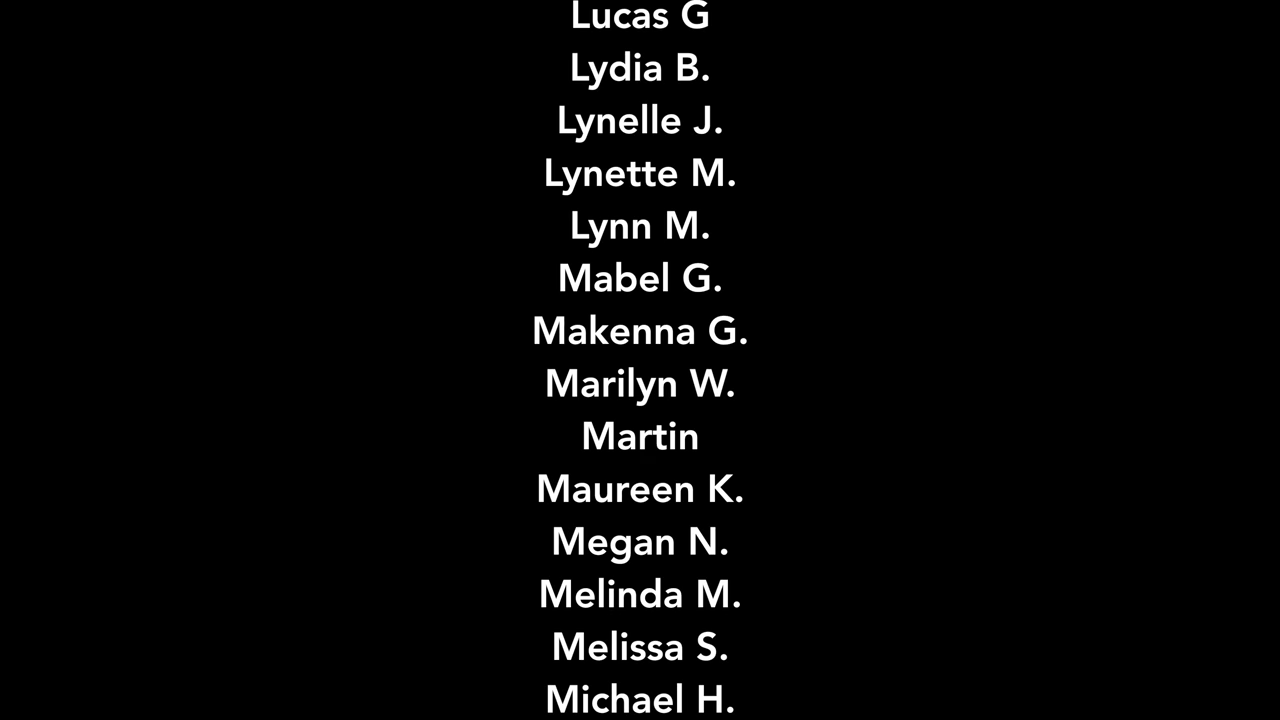 Lucas G
Lydia B.
Lynelle J.
Lynette M.
Lynn M.
Mabel G.
Makenna G.
Marilyn W.
Martin
Maureen K.
Megan N.
Melinda M.
Melissa S.
Michael H.